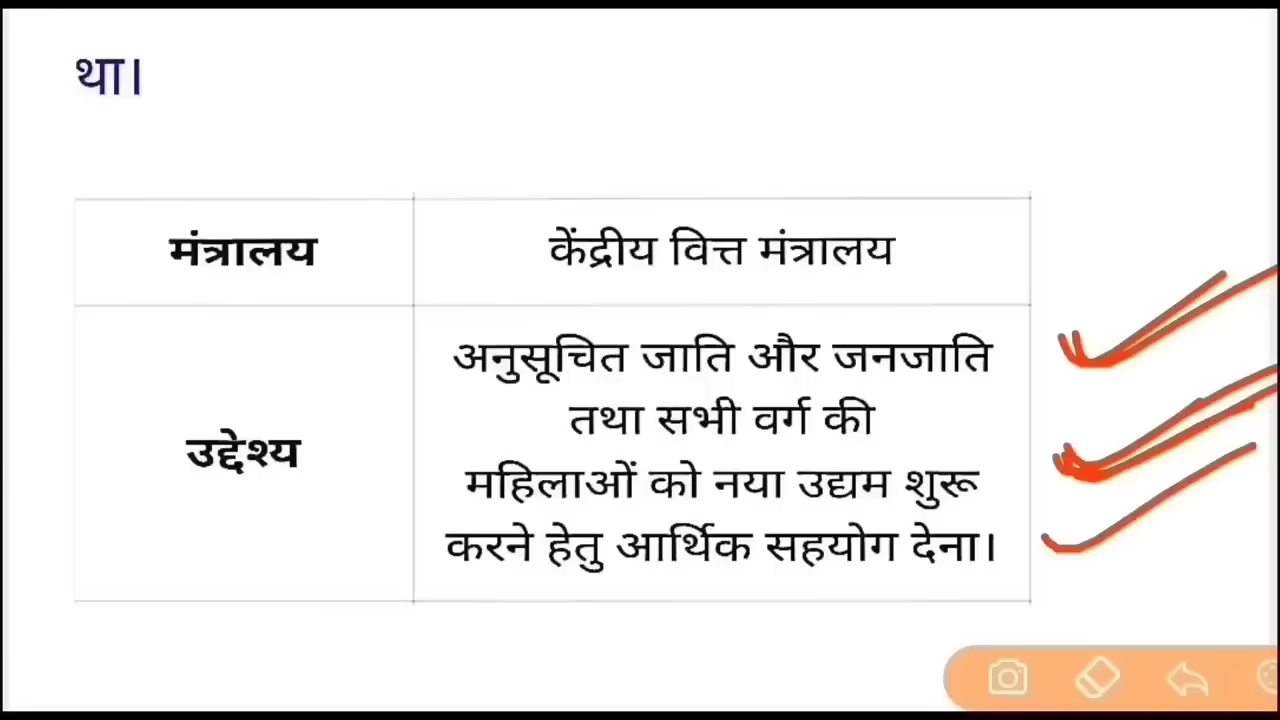 था।
मंत्रालय
केंद्रीय वित्त मंत्रालय
उद्देश्य
अनुसूचित जाति और जनजाति
तथा सभी वर्ग की
महिलाओं को नया उद्यम शुरू
करने हेतु आर्थिक सहयोग देना।